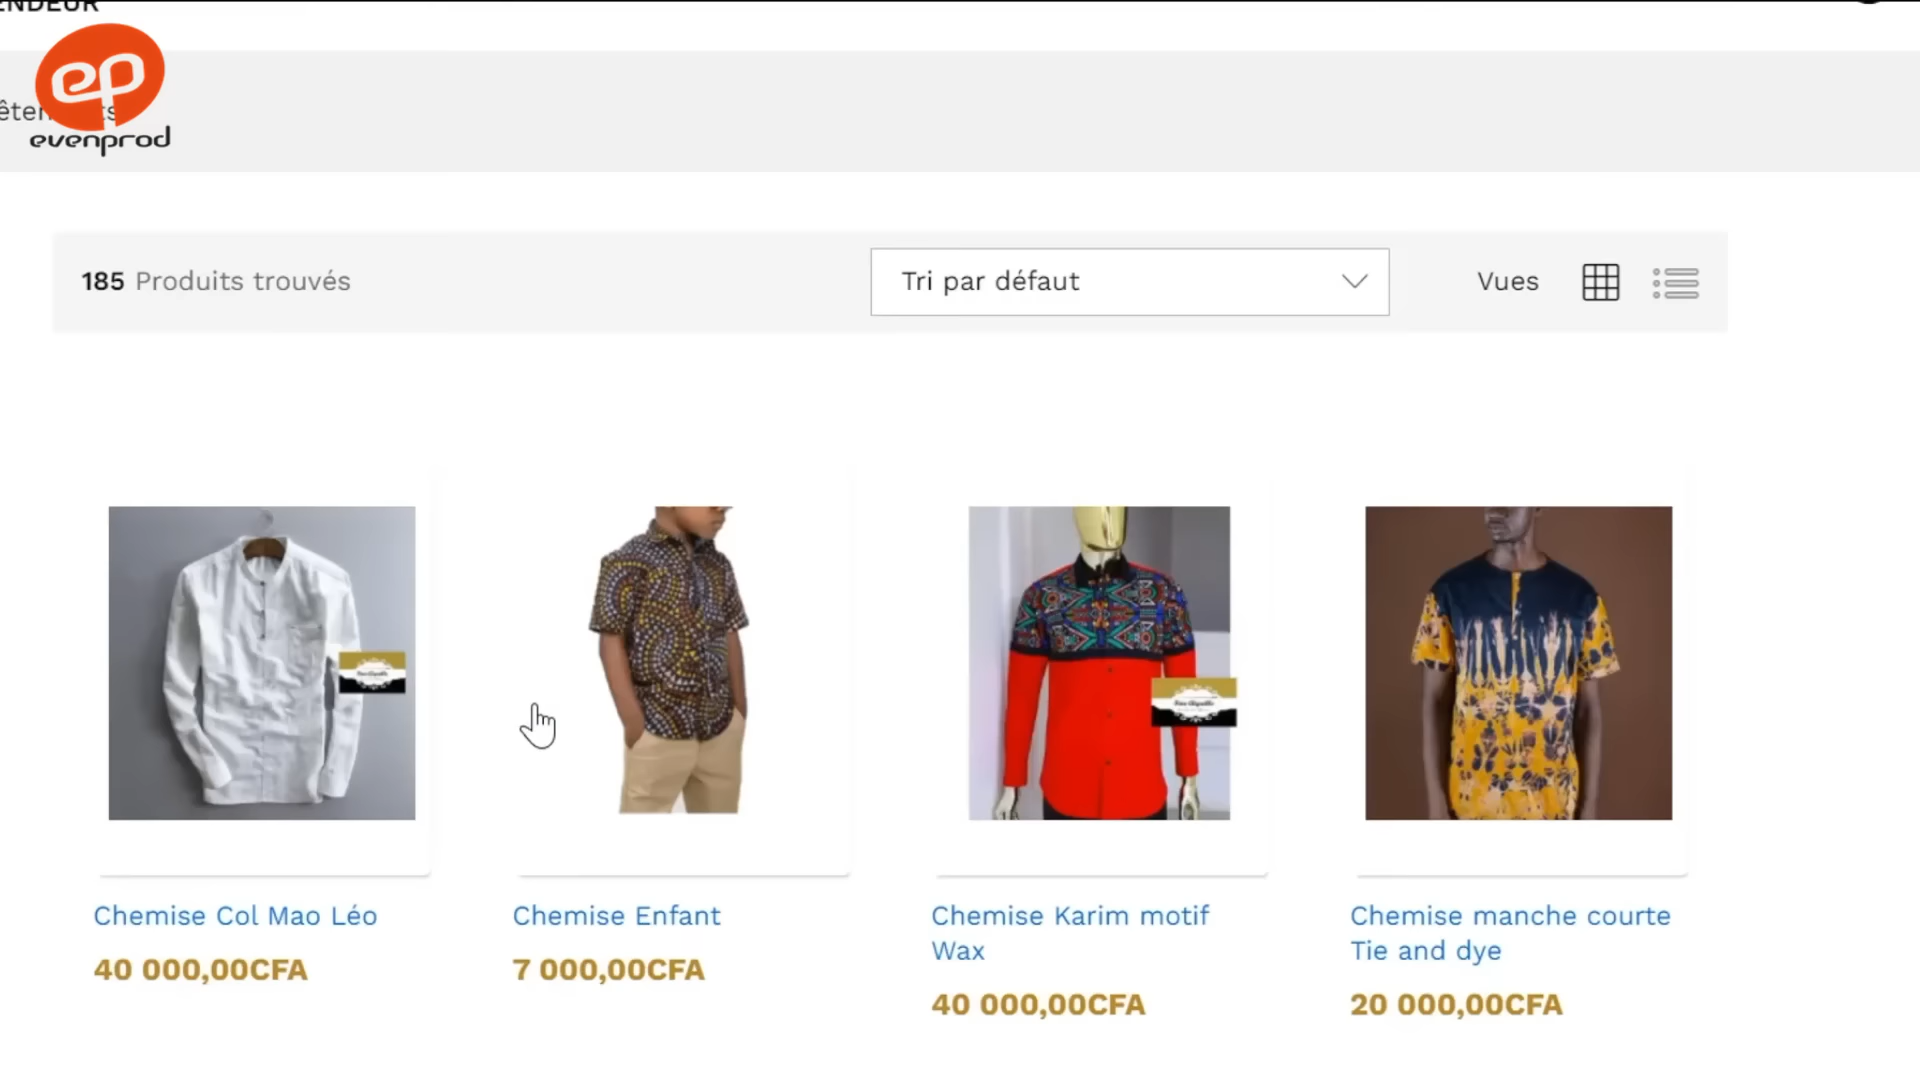 ep
evenprod
185 Produits trouvés
Tri par défaut
Vues
Chemise Col Mao Léo
40 000,00CFA
Chemise Enfant
7 000,00CFA
Chemise Karim motif
Wax
40 000,00CFA
Chemise manche courte
Tie and dye
20 000,00CFA